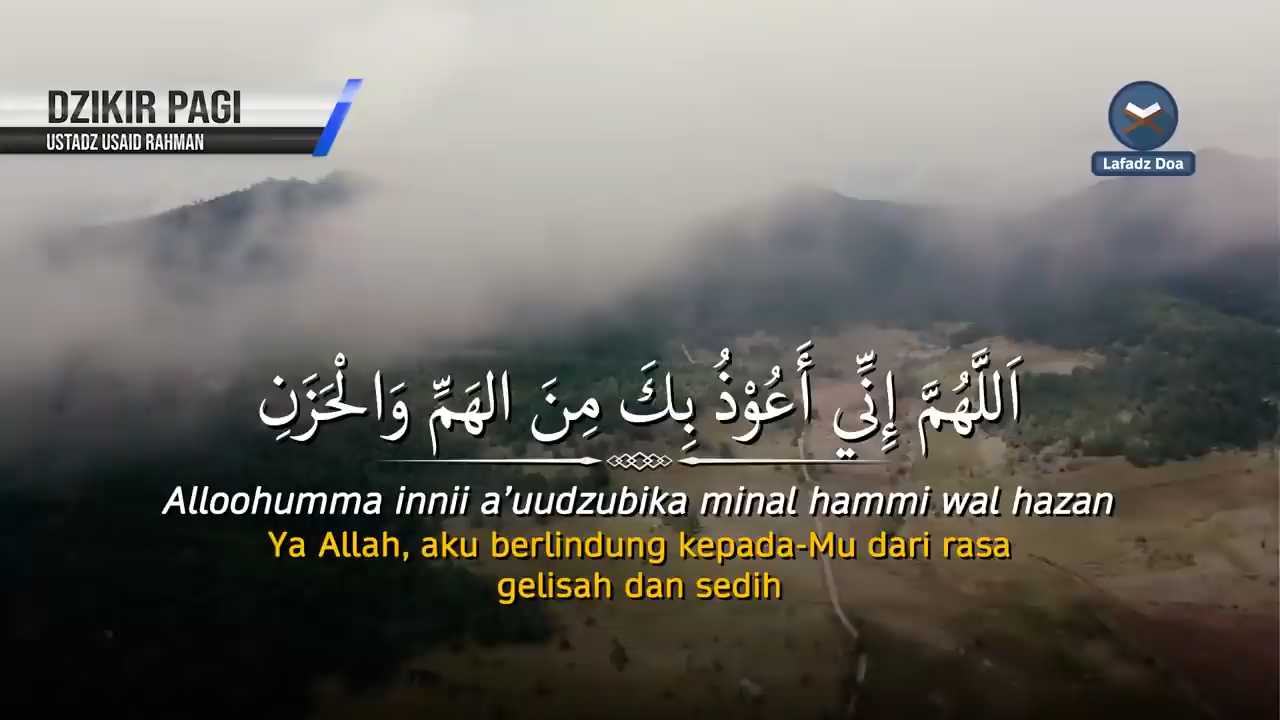 DZIKIR PAGI
USTADZ USAID RAHMAN
Lafadz Doa
اَللَّهُمَّ إِنِّي أَعُوْذُ بِكَ مِنَ الهَمِّ وَالْحَزَنِ
Alloohumma innii a’uudzubika minal hammi wal hazan
Ya Allah, aku berlindung kepada-Mu dari rasa
gelisah dan sedih